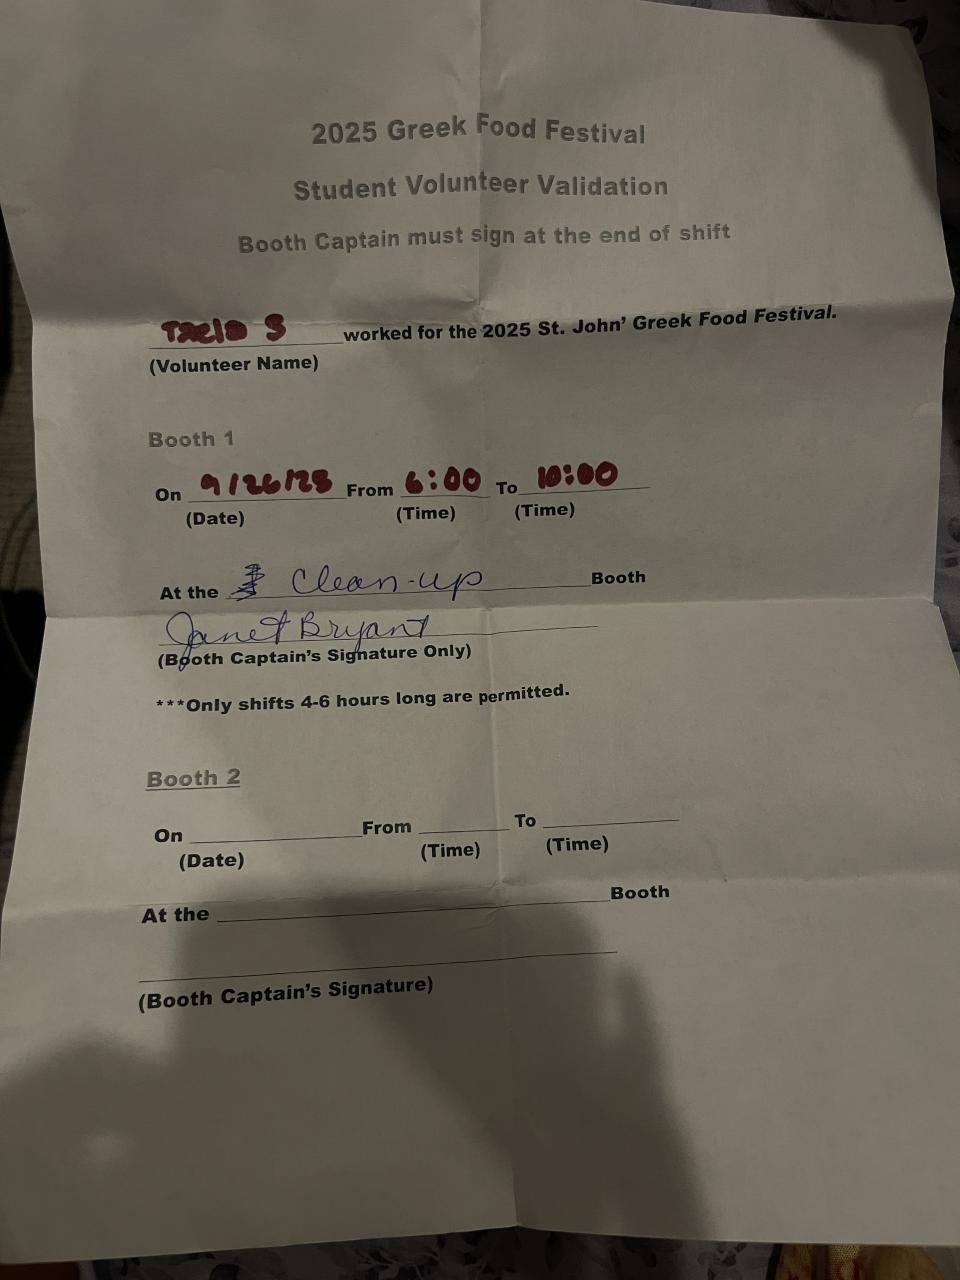 2025 Greek Food Festival
Student Volunteer Validation
Booth Captain must sign at the end of shift
S worked for the 2025 St. John' Greek Food Festival.
(Volunteer Name)
Booth 1
On 9/26/25 From 6:00 To 10:00
(Date) (Time) (Time)
At the Clean-up Booth
Janet Bryant
(Booth Captain's Signature Only)
***Only shifts 4-6 hours long are permitted.
Booth 2
On From To
(Date) (Time) (Time)
At the Booth
(Booth Captain's Signature)